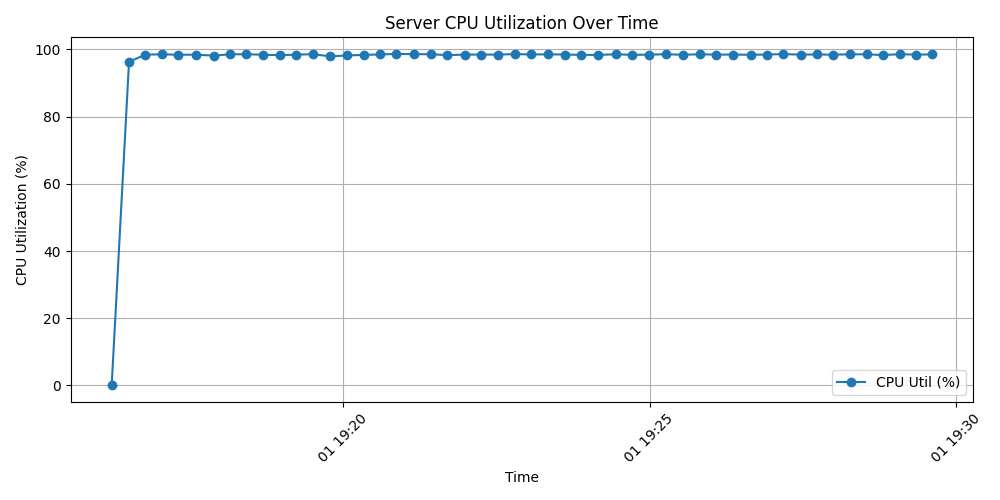 Server CPU Utilization Over Time
CPU Utilization (%)
100
80
60
40
20
0
CPU Util (%)
01 19:20
01 19:25
01 19:30
Time